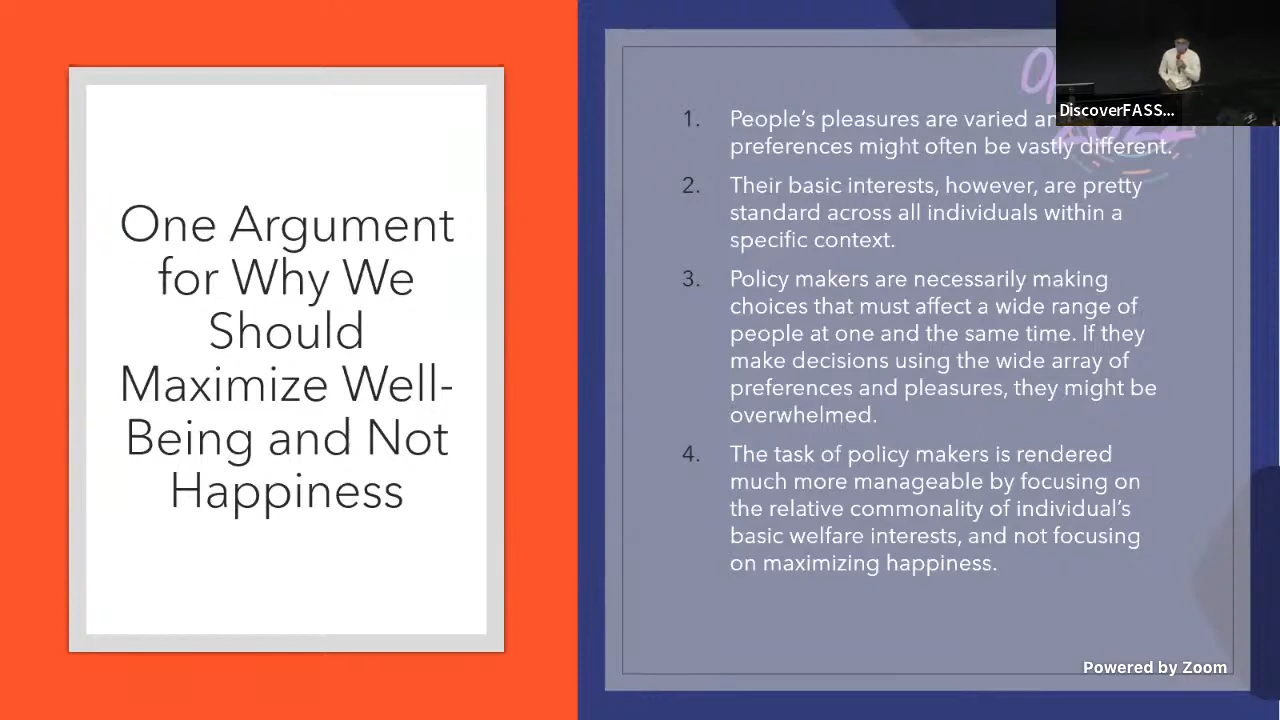 One Argument
for Why We
Should
Maximize Well-
Being and Not
Happiness
1. People’s pleasures are varied an
preferences might often be vastly different.
2. Their basic interests, however, are pretty
standard across all individuals within a
specific context.
3. Policy makers are necessarily making
choices that must affect a wide range of
people at one and the same time. If they
make decisions using the wide array of
preferences and pleasures, they might be
overwhelmed.
4. The task of policy makers is rendered
much more manageable by focusing on
the relative commonality of individual’s
basic welfare interests, and not focusing
on maximizing happiness.
DiscoverFASS...
Powered by Zoom